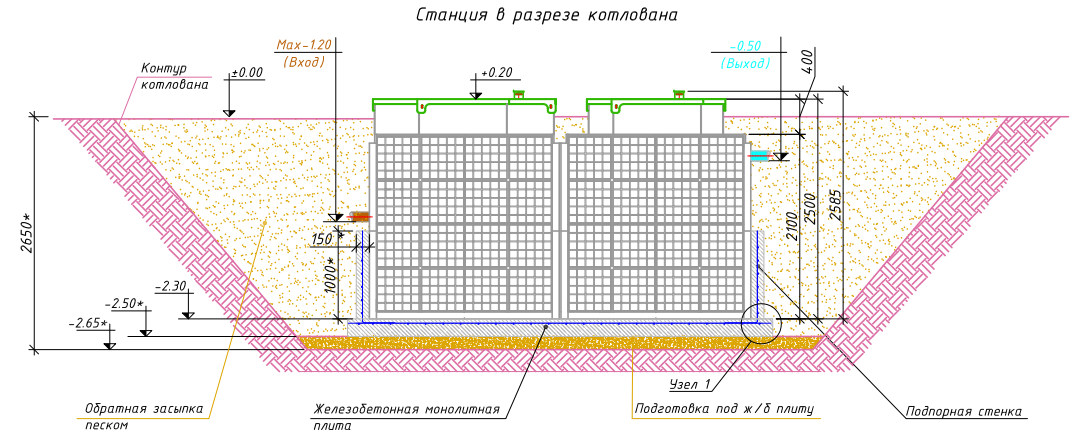 Станция в разрезе котлована
Max-1.20
(Вход)
-0.50
(Выход)
400
Контур
котлована
±0.00
+0.20
2650*
150*
1000*
2100
2500
2585
-2.30
-2.50*
-2.65*
Узел 1
Обратная засыпка
песком
Железобетонная монолитная
плита
Подготовка под ж/б плиту
Подпорная стенка